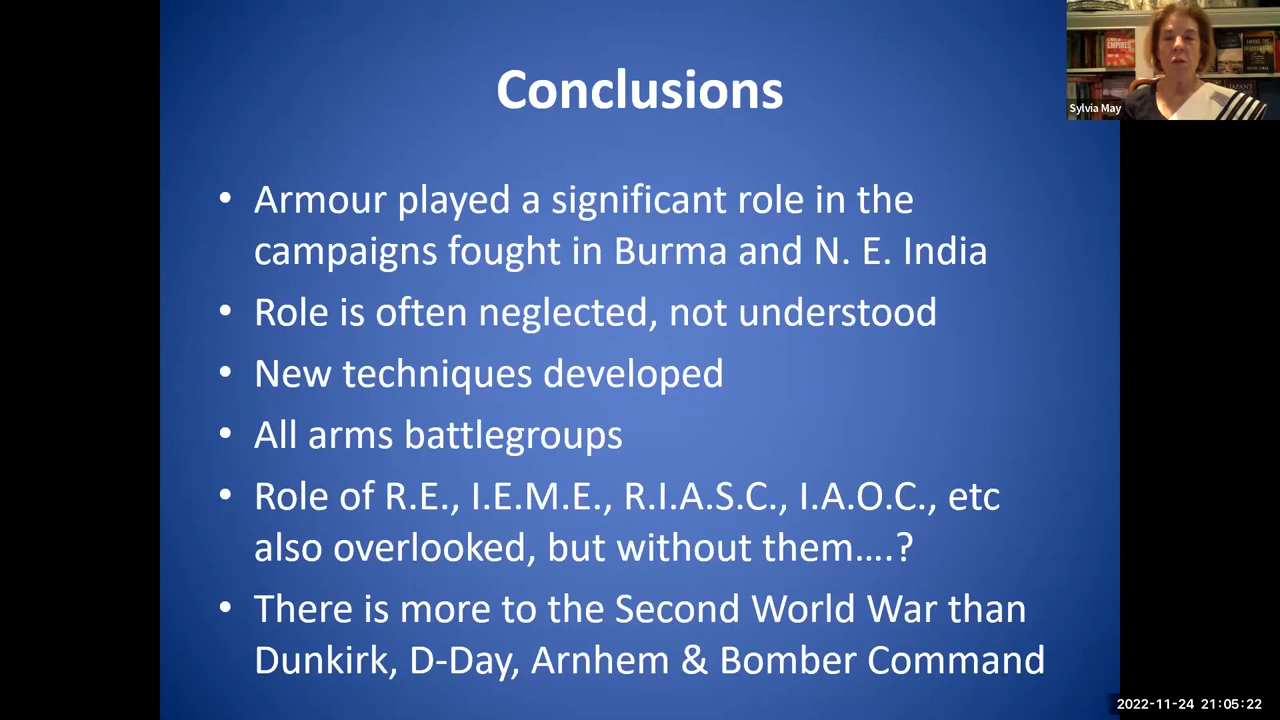 Conclusions
• Armour played a significant role in the
campaigns fought in Burma and N. E. India
• Role is often neglected, not understood
• New techniques developed
• All arms battlegroups
• Role of R.E., I.E.M.E., R.I.A.S.C., I.A.O.C., etc
also overlooked, but without them....?
• There is more to the Second World War than
Dunkirk, D-Day, Arnhem & Bomber Command
EMPIRES
Sylvia May
2022-11-24 21:05:22